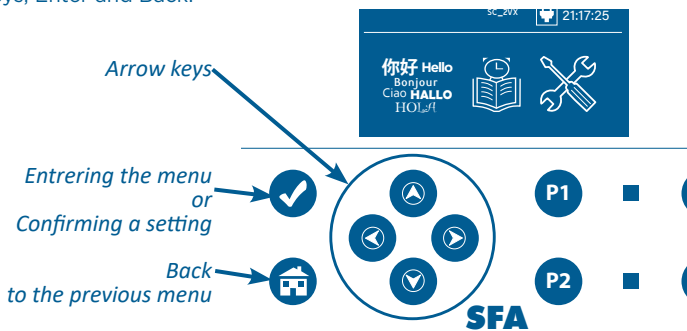 ys, Enter and Back.
SC_2VX 21:17:25
Arrow keys
你好 Hello
Bonjour
Ciao HALLO
HOLA
Entrering the menu
or
Confirming a setting
P1
Back
to the previous menu
P2
SFA